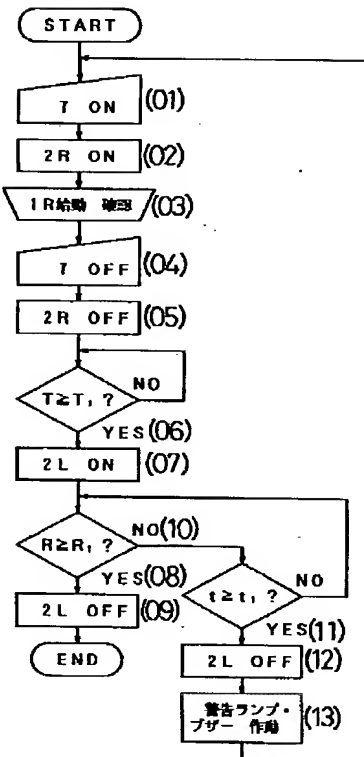 START
7 ON (01)
2R ON (02)
1R始動 確認 (03)
7 OFF (04)
2R OFF (05)
T≧T₁ ?
NO
YES(06)
2L ON (07)
R≧R₁ ?
NO(10)
YES(08)
2L OFF (09)
END
t≧t₁ ?
NO
YES(11)
2L OFF (12)
警告ランプ・
ブザー 作動 (13)